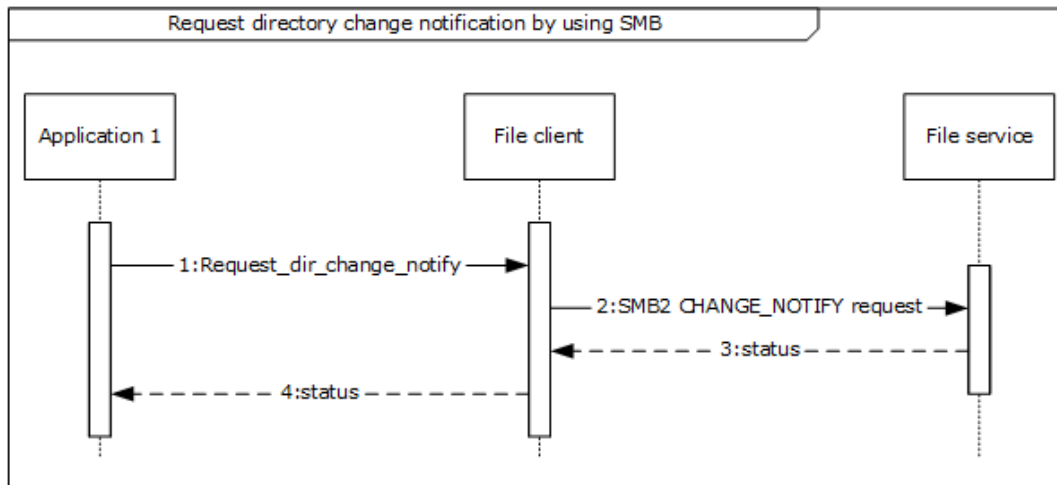 Request directory change notification by using SMB
Application 1
File client
File service
1:Request_dir_change_notify
2:SMB2 CHANGE_NOTIFY request
3:status
4:status